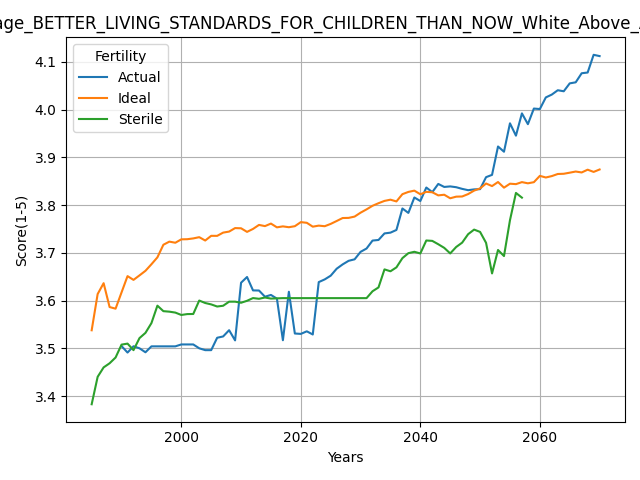 age_BETTER_LIVING_STANDARDS_FOR_CHILDREN_THAN_NOW_White_Above_
Fertility
Actual
Ideal
Sterile
Score(1-5)
4.1
4.0
3.9
3.8
3.7
3.6
3.5
3.4
2000
2020
2040
2060
Years